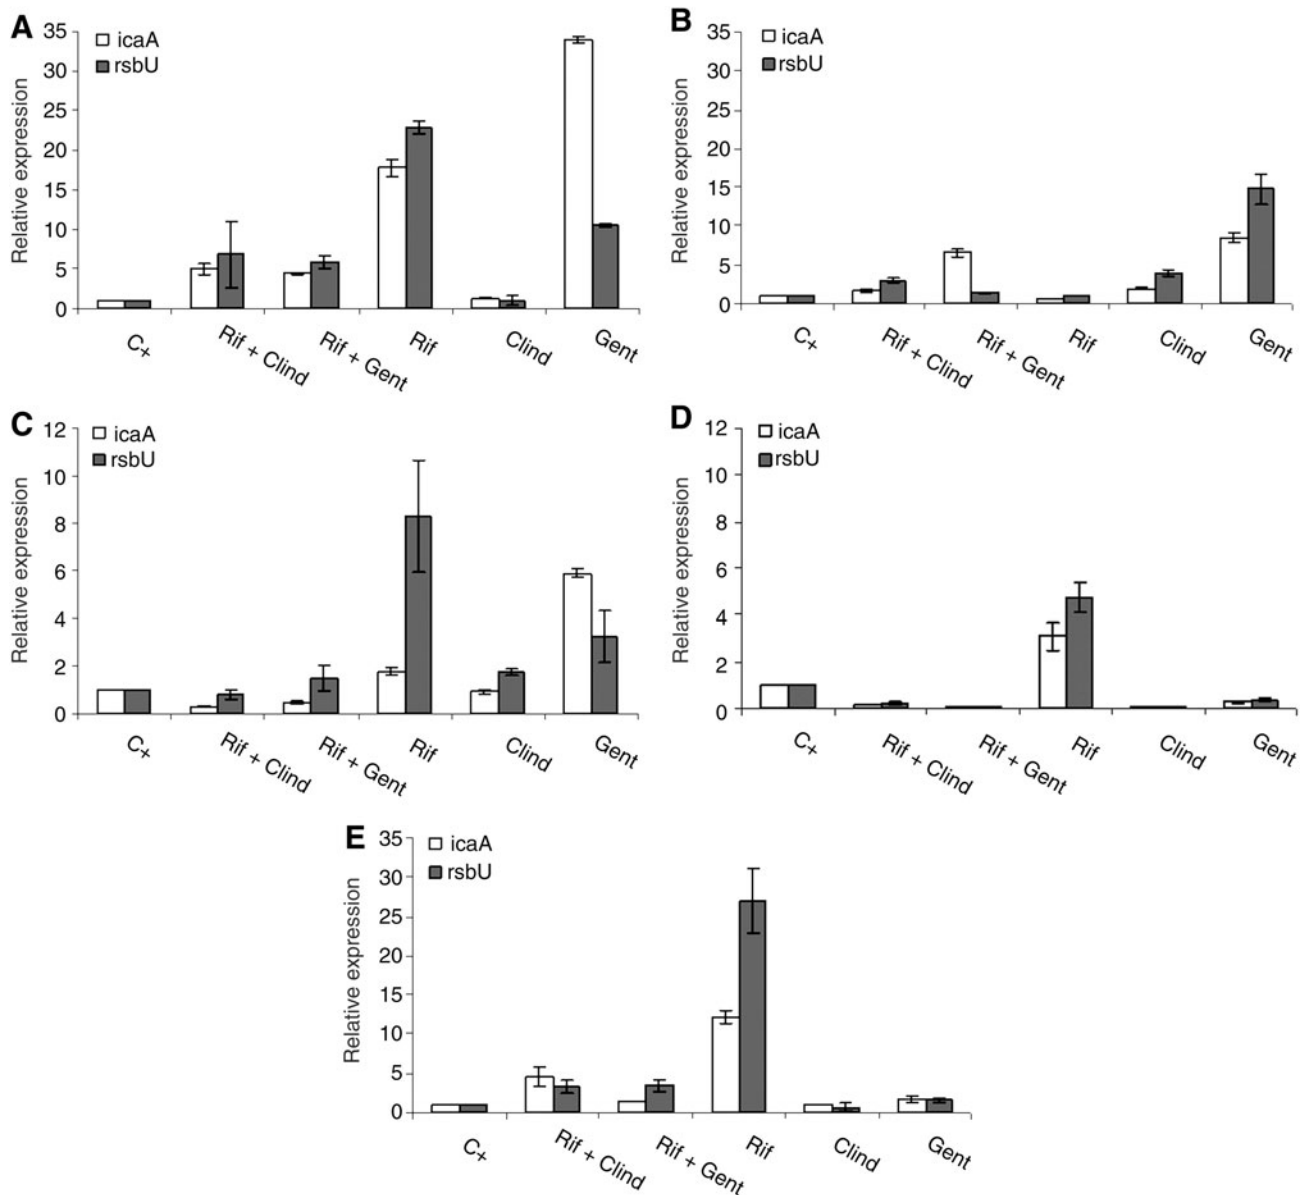 A
Relative expression
35
30
25
20
15
10
5
0
icaA
rsbU
C+
Rif + Clind
Rif + Gent
Rif
Clind
Gent
B
Relative expression
35
30
25
20
15
10
5
0
icaA
rsbU
C+
Rif + Clind
Rif + Gent
Rif
Clind
Gent
C
Relative expression
12
10
8
6
4
2
0
icaA
rsbU
C+
Rif + Clind
Rif + Gent
Rif
Clind
Gent
D
Relative expression
12
10
8
6
4
2
0
icaA
rsbU
C+
Rif + Clind
Rif + Gent
Rif
Clind
Gent
E
Relative expression
35
30
25
20
15
10
5
0
icaA
rsbU
C+
Rif + Clind
Rif + Gent
Rif
Clind
Gent